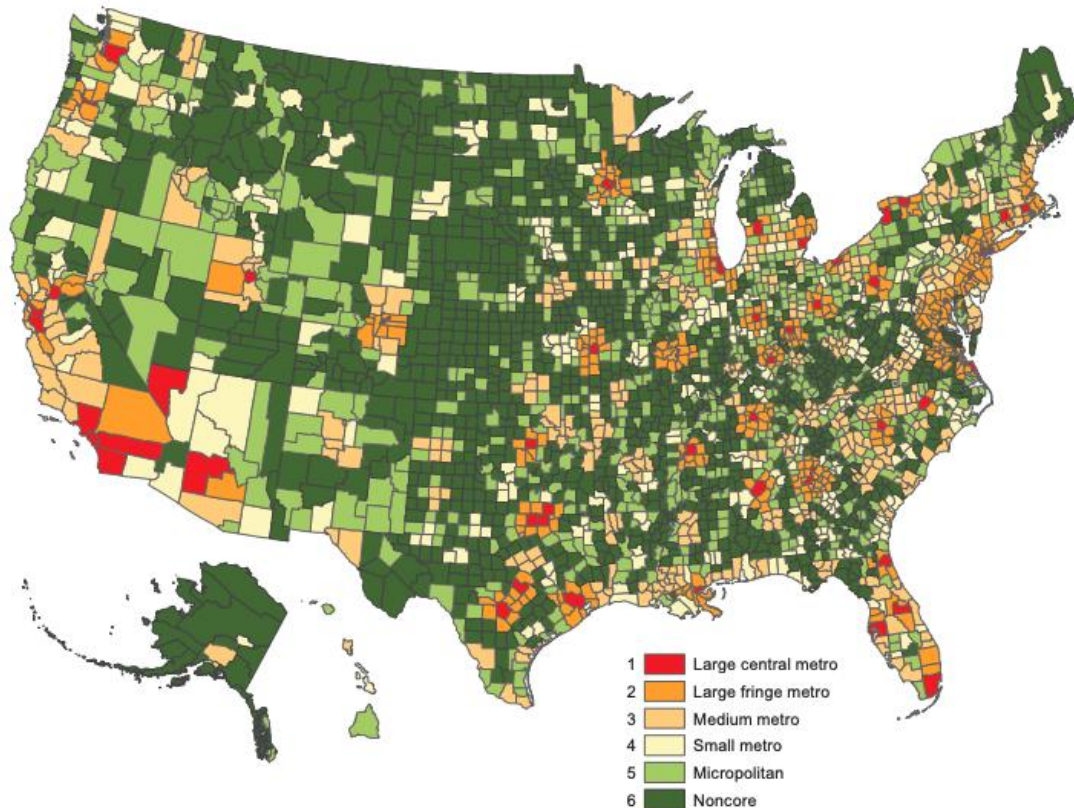 1 Large central metro
2 Large fringe metro
3 Medium metro
4 Small metro
5 Micropolitan
6 Noncore